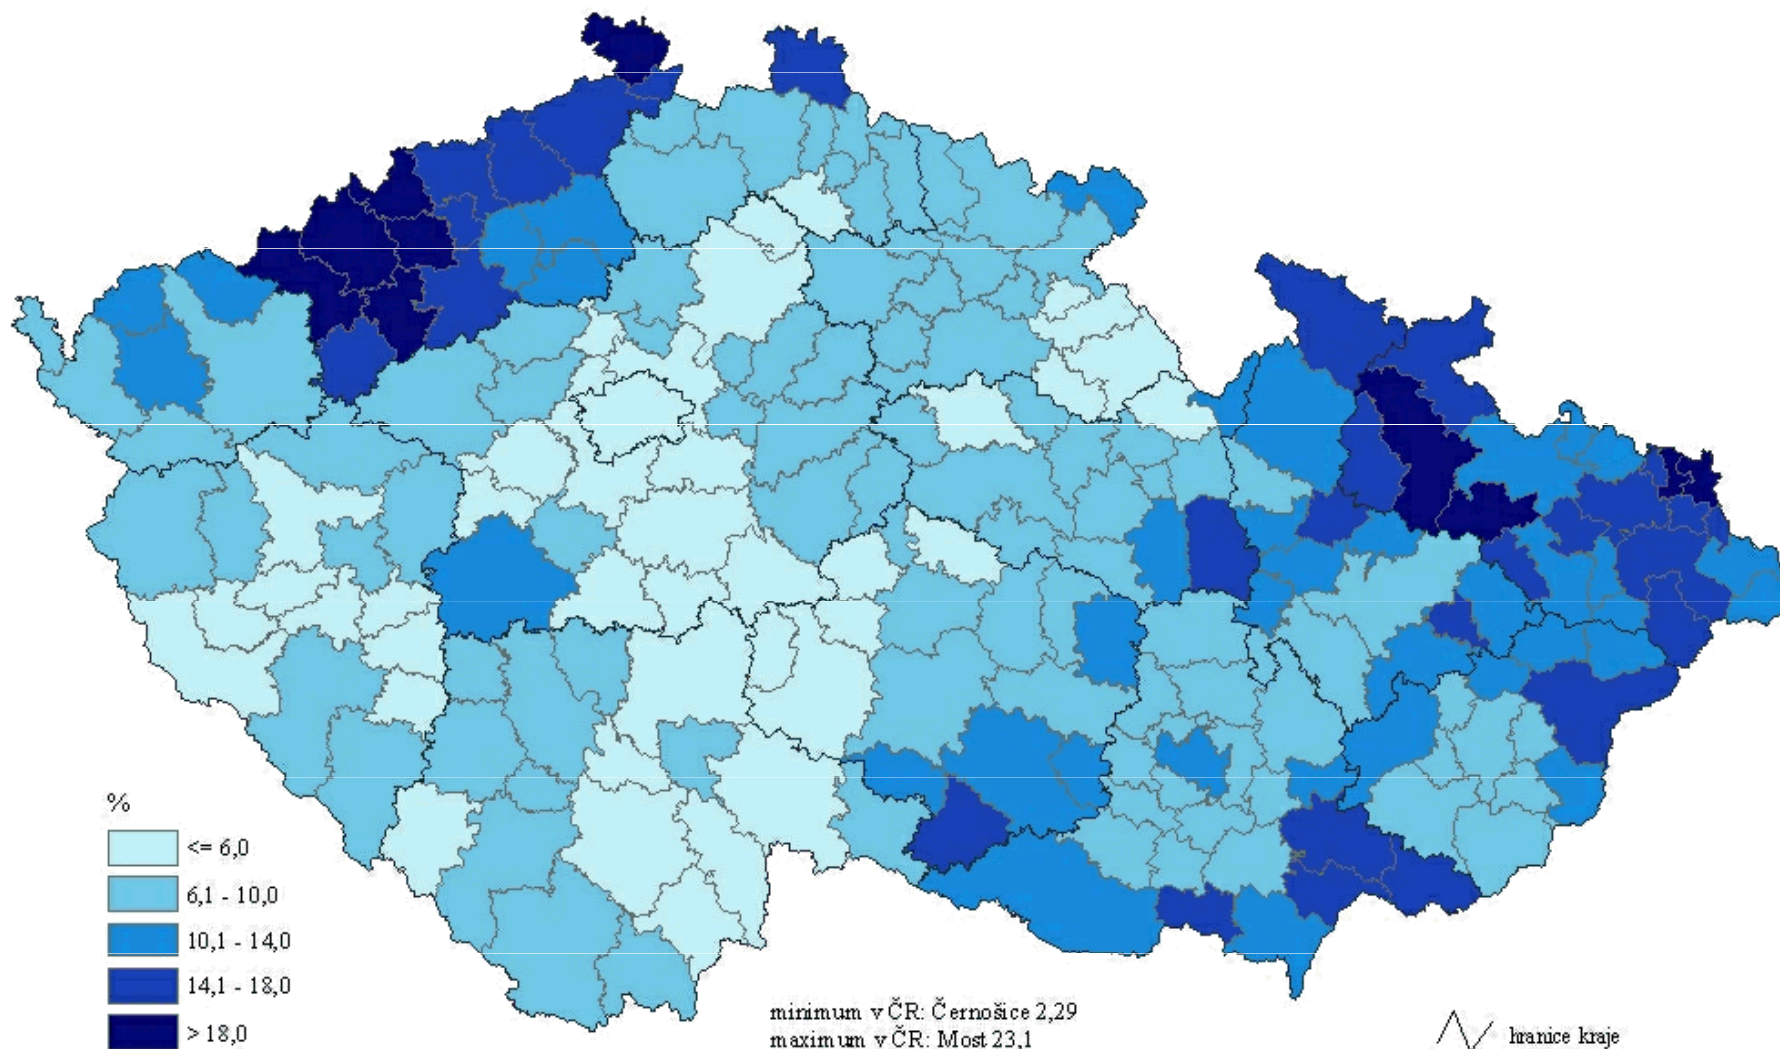 %
<= 6,0
6,1 - 10,0
10,1 - 14,0
14,1 - 18,0
> 18,0
minimum v ČR: Černošice 2,29
maximum v ČR: Most 23,1
hranice kraje